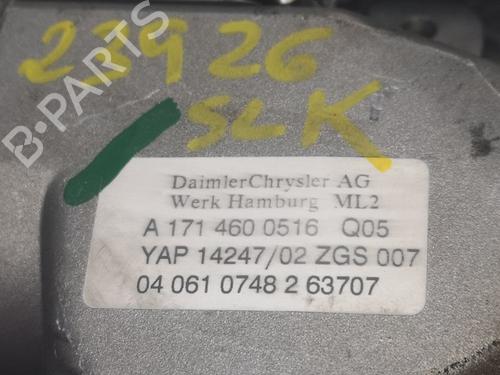 23926
SLK
B-PARTS
DaimlerChrysler AG
Werk Hamburg ML2
A 171 460 0516 Q05
YAP 14247/02 ZGS 007
04 061 0748 2 63707